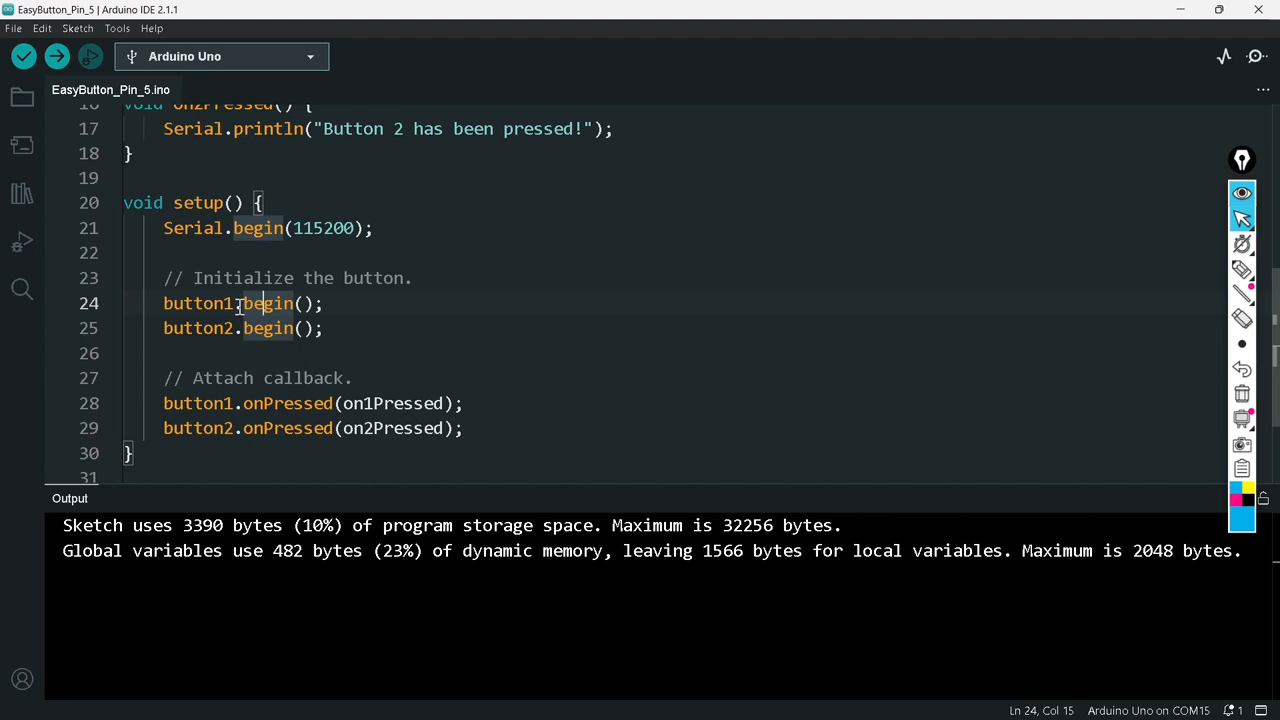 EasyButton_Pin_5 | Arduino IDE 2.1.1
File Edit Sketch Tools Help
Arduino Uno
EasyButton_Pin_5.ino
16 void on2Pressed() {
17 Serial.println("Button 2 has been pressed!");
18 }
19
20 void setup() {
21 Serial.begin(115200);
22
23 // Initialize the button.
24 button1.begin();
25 button2.begin();
26
27 // Attach callback.
28 button1.onPressed(on1Pressed);
29 button2.onPressed(on2Pressed);
30 }
31
Output
Sketch uses 3390 bytes (10%) of program storage space. Maximum is 32256 bytes.
Global variables use 482 bytes (23%) of dynamic memory, leaving 1566 bytes for local variables. Maximum is 2048 bytes.
Ln 24, Col 15 Arduino Uno on COM15 1